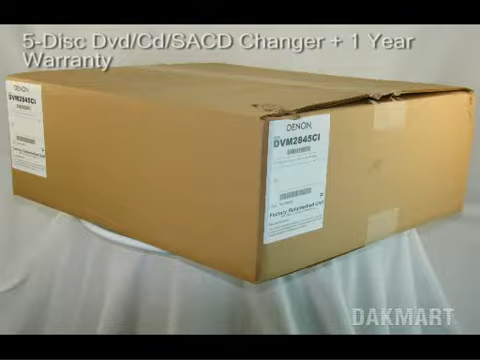 5-Disc Dvd/Cd/SACD Changer + 1 Year
Warranty
DENON
DVM2845CI
DENON
DVM2845CI
Factory Refurbished Unit
DAKMART